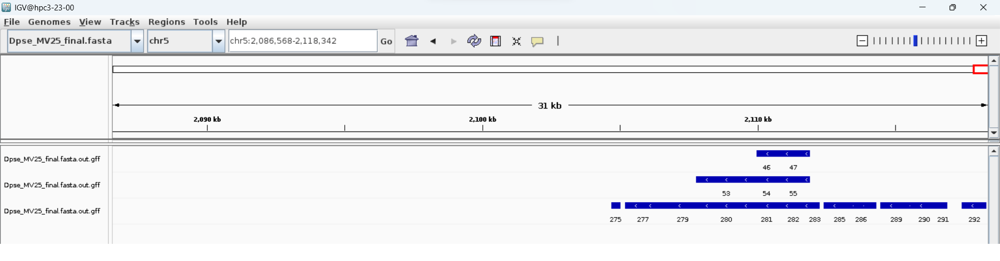 IGV@hpc3-23-00
File Genomes View Tracks Regions Tools Help
Dpse_MV25_final.fasta chr5 chr5:2,086,568-2,118,342 Go
31 kb
2,090 kb 2,100 kb 2,110 kb
Dpse_MV25_final.fasta.out.gff
46 47
Dpse_MV25_final.fasta.out.gff
53 54 55
Dpse_MV25_final.fasta.out.gff
275 277 279 280 281 282 283 285 286 289 290 291 292